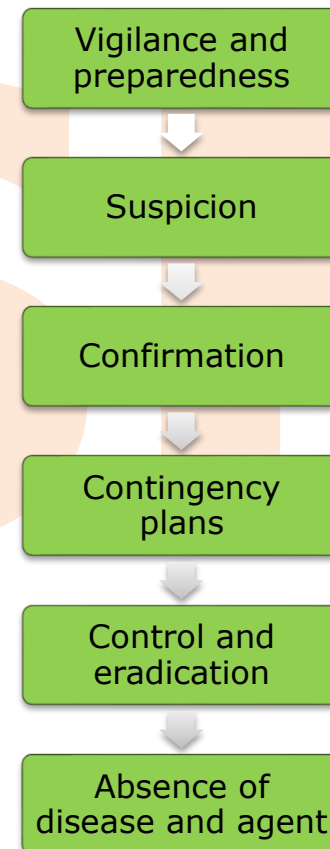 Vigilance and
preparedness
Suspicion
Confirmation
Contingency
plans
Control and
eradication
Absence of
disease and agent